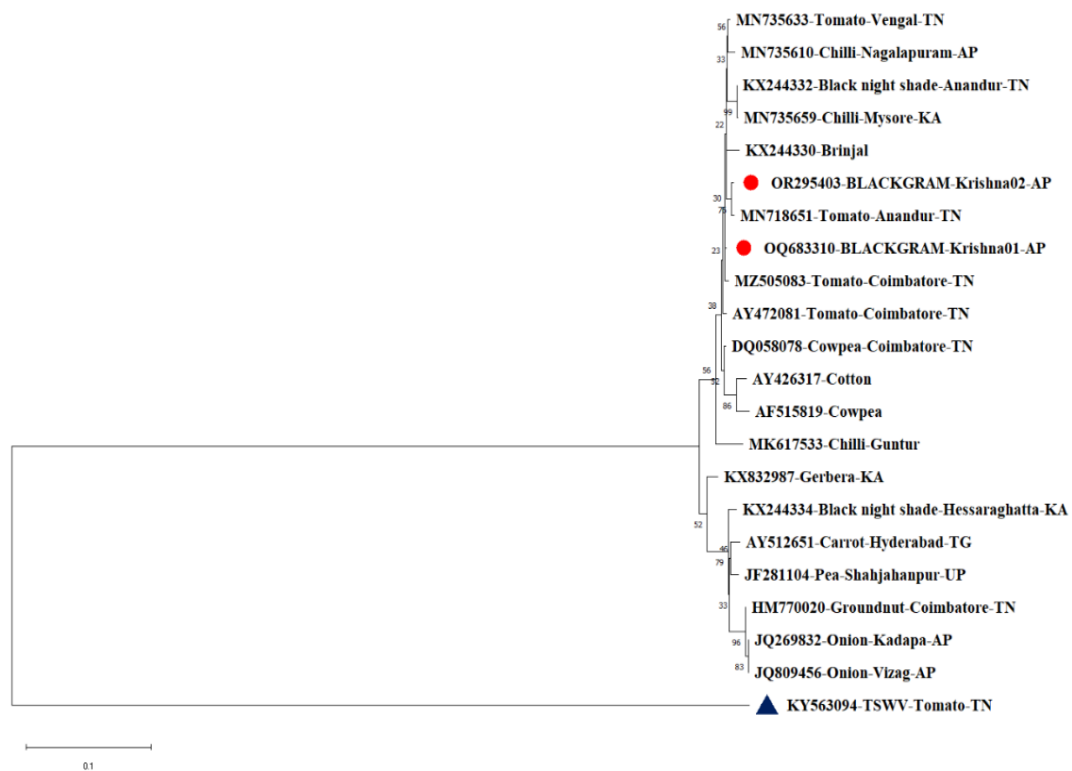 MN735633-Tomato-Vengal-TN
56
MN735610-Chilli-Nagalapuram-AP
33
KX244332-Black night shade-Anandur-TN
99
MN735659-Chilli-Mysore-KA
22
KX244330-Brinjal
OR295403-BLACKGRAM-Krishna02-AP
30
MN718651-Tomato-Anandur-TN
OQ683310-BLACKGRAM-Krishna01-AP
23
MZ505083-Tomato-Coimbatore-TN
38
AY472081-Tomato-Coimbatore-TN
DQ058078-Cowpea-Coimbatore-TN
56
AY426317-Cotton
86
AF515819-Cowpea
MK617533-Chilli-Guntur
KX832987-Gerbera-KA
KX244334-Black night shade-Hessaraghatta-KA
52
AY512651-Carrot-Hyderabad-TG
46
79
JF281104-Pea-Shahjahanpur-UP
33
HM770020-Groundnut-Coimbatore-TN
96
JQ269832-Onion-Kadapa-AP
83
JQ809456-Onion-Vizag-AP
KY563094-TSWV-Tomato-TN
0.1